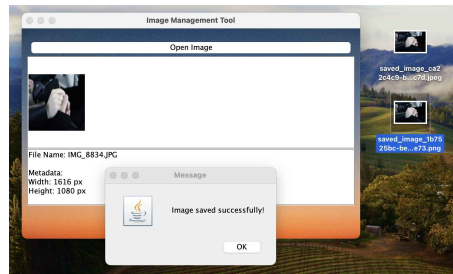 Image Management Tool
Open Image
File Name: IMG_8834.JPG
Metadata:
Width: 1616 px
Height: 1080 px
Message
Image saved successfully!
OK
saved_image_ca2
2c4c9-b...c7d.jpeg
saved_image_1b75
25bc-be...e73.png